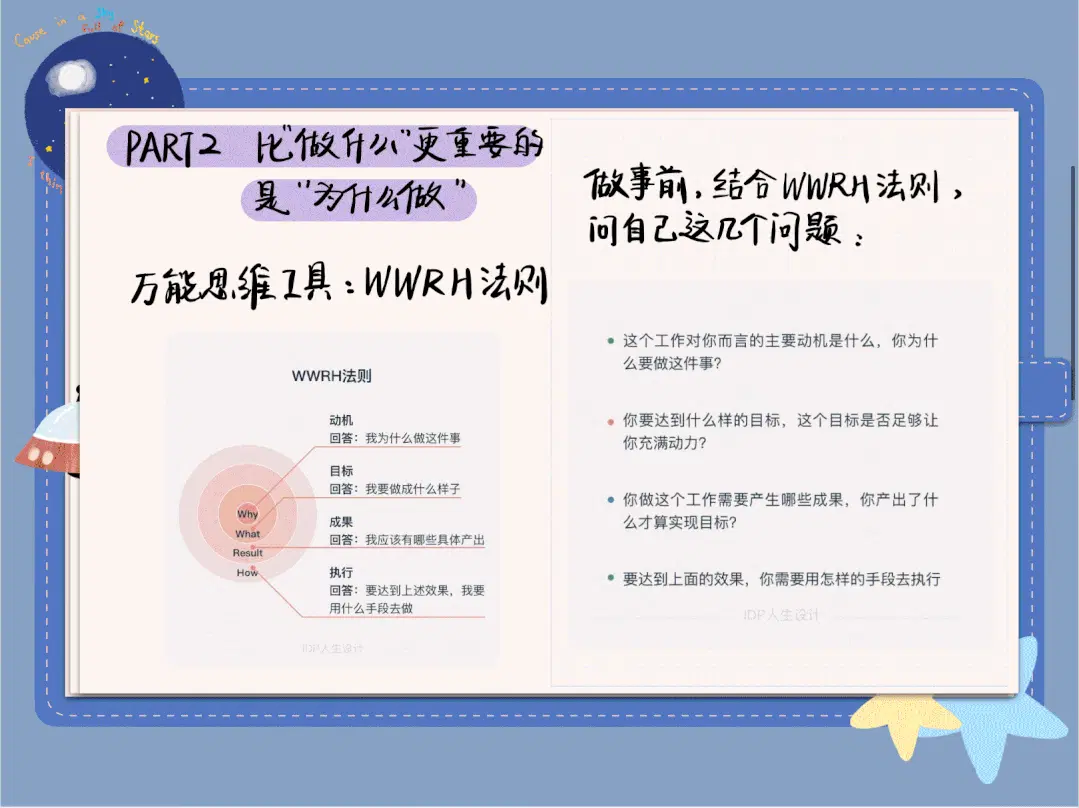 Cause in a Sky
Full of Stars
PART2 比"做什么"更重要的
是"为什么做"
万能思维工具：WWRH法则
WWRH法则
动机
回答：我为什么做这件事
目标
回答：我要做成什么样子
成果
回答：我应该有哪些具体产出
执行
回答：要达到上述效果，我要
用什么手段去做
Why
What
Result
How
IDP人生设计
做事前，结合WWRH法则，
问自己这几个问题：
这个工作对你而言的主要动机是什么，你为什
么要做这件事？
你要达到什么样的目标，这个目标是否足够让
你充满动力？
你做这个工作需要产生哪些成果，你产出了什
么才算实现目标？
要达到上面的效果，你需要用怎样的手段去执行
IDP人生设计